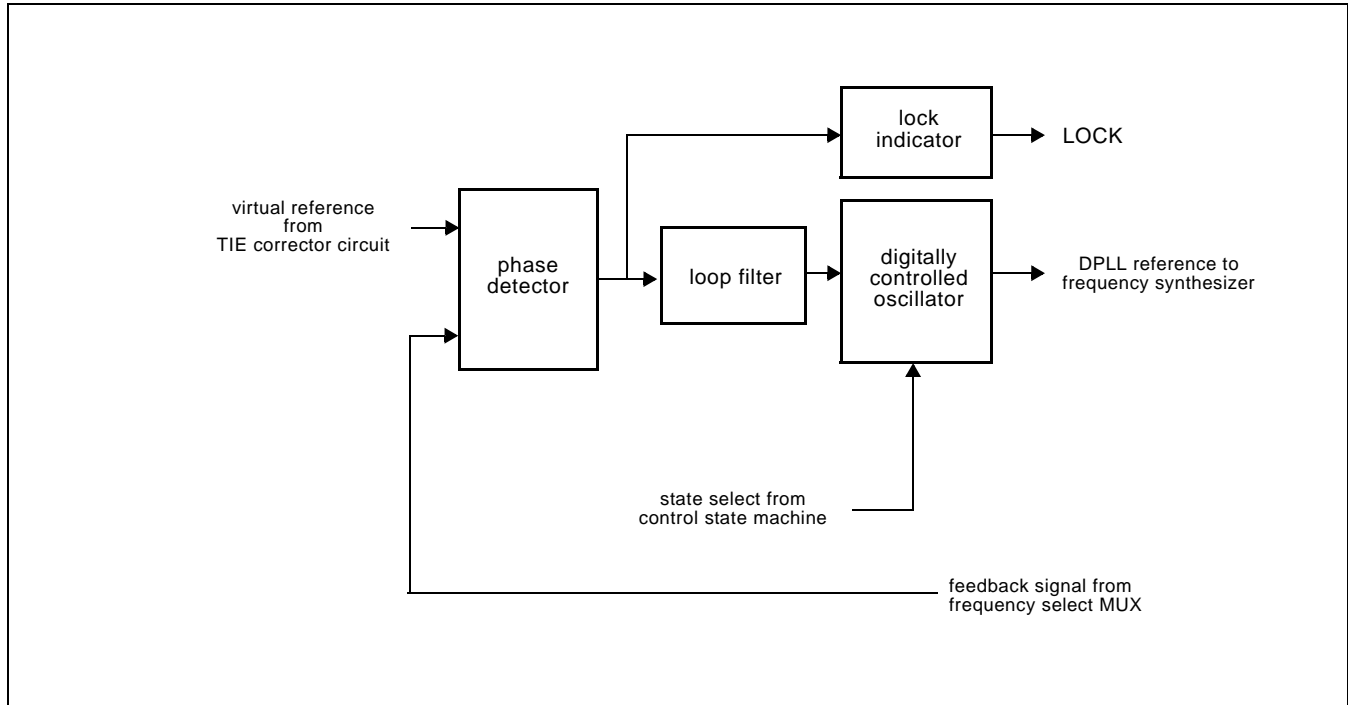 lock
indicator
LOCK
virtual reference
from
TIE corrector circuit
phase
detector
loop filter
digitally
controlled
oscillator
DPLL reference to
frequency synthesizer
state select from
control state machine
feedback signal from
frequency select MUX